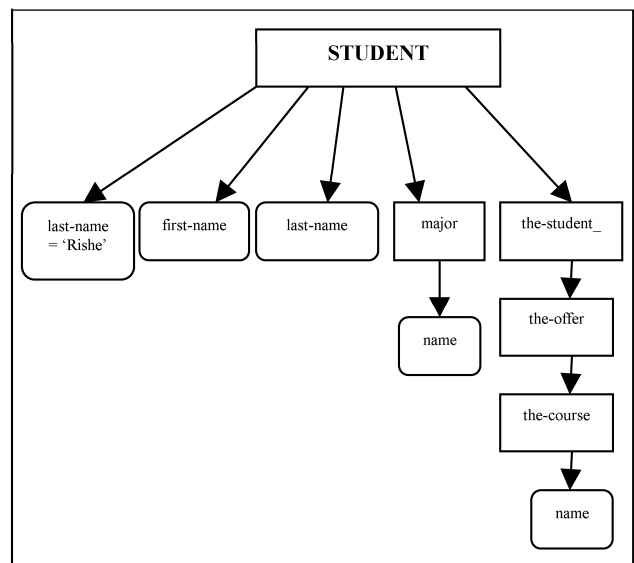 STUDENT
last-name
= ‘Rishe’
first-name
last-name
major
the-student_
name
the-offer
the-course
name